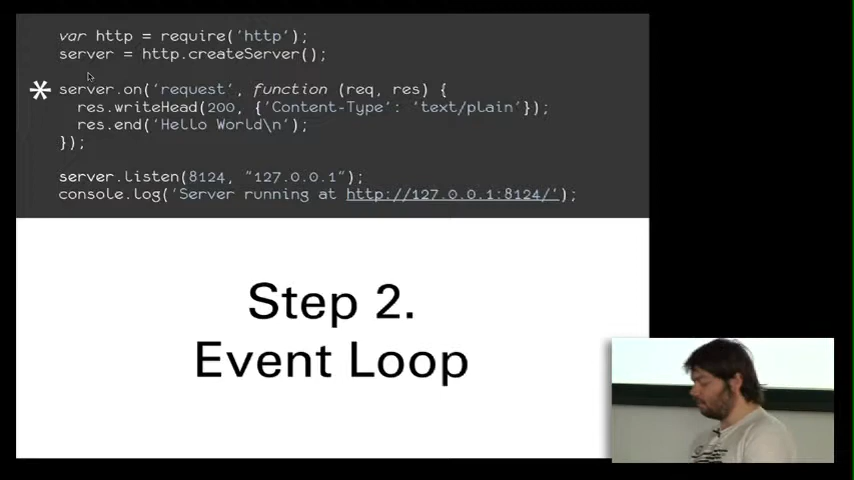 var http = require('http');
server = http.createServer();
* server.on('request', function (req, res) {
res.writeHead(200, {'Content-Type': 'text/plain'});
res.end('Hello World\n');
});
server.listen(8124, "127.0.0.1");
console.log('Server running at http://127.0.0.1:8124/');
Step 2.
Event Loop